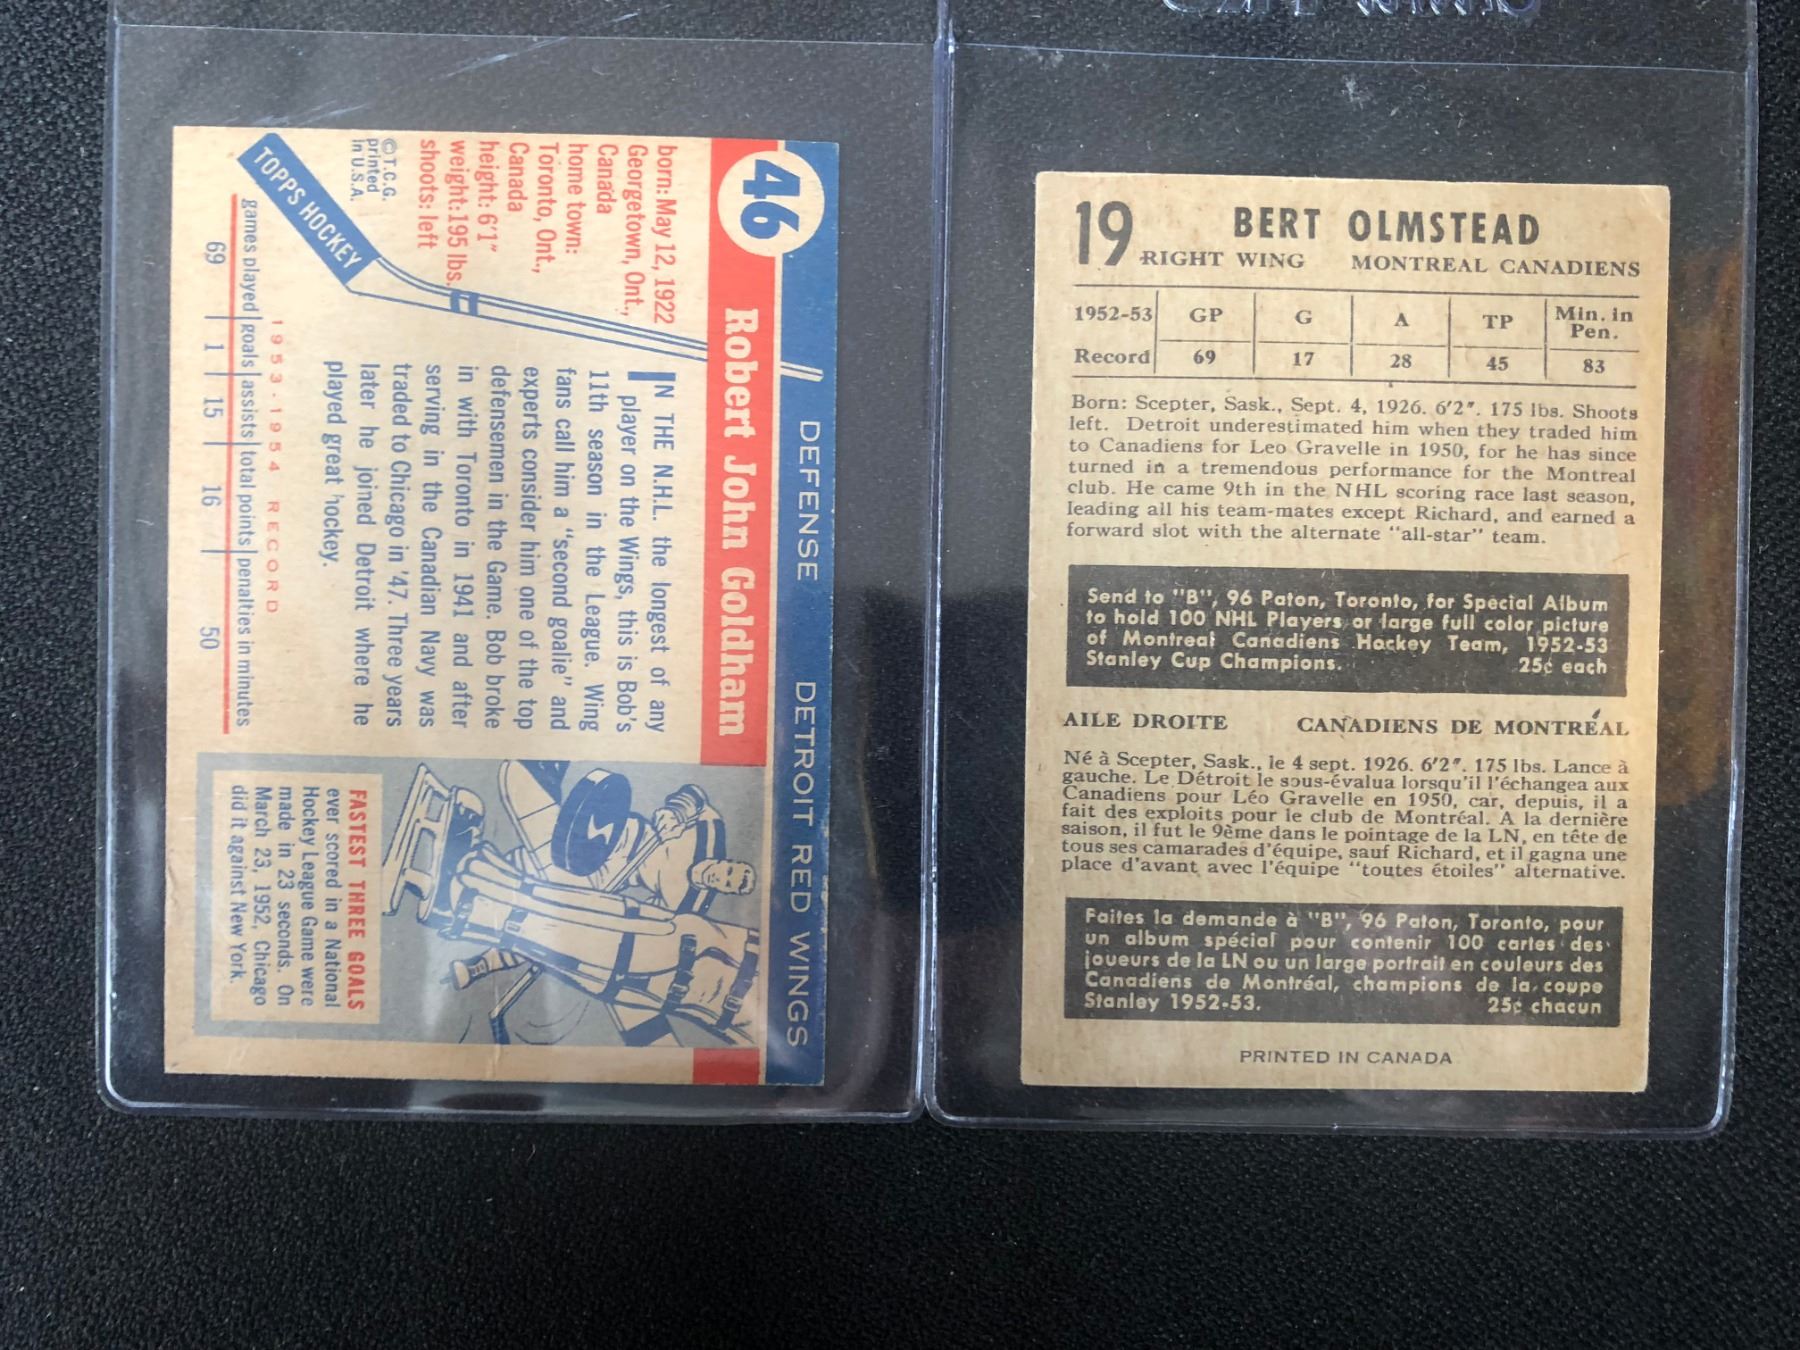 46
DEFENSE DETROIT RED WINGS
Robert John Goldham
born: May 12, 1922
Georgetown, Ont.,
Canada
home town:
Toronto, Ont.,
Canada
height: 6'1"
weight: 195 lbs.
shoots: left
©T.C.G.
printed
in U.S.A.
TOPPS HOCKEY
IN THE N.H.L. the longest of any
player on the Wings, this is Bob's
11th season in the League. Wing
fans call him a "second goalie" and
experts consider him one of the top
defensemen in the Game. Bob broke
in with Toronto in 1941 and after
serving in the Canadian Navy was
traded to Chicago in '47. Three years
later he joined Detroit where he
played great hockey.
1953-1954 RECORD
games played goals assists total points penalties in minutes
69 1 15 16 50
FASTEST THREE GOALS
ever scored in a National
Hockey League Game were
made in 23 seconds. On
March 23, 1952, Chicago
did it against New York.
19 BERT OLMSTEAD
RIGHT WING MONTREAL CANADIENS
1952-53 GP G A TP Min. in Pen.
Record 69 17 28 45 83
Born: Scepter, Sask., Sept. 4, 1926. 6'2". 175 lbs. Shoots
left. Detroit underestimated him when they traded him
to Canadiens for Leo Gravelle in 1950, for he has since
turned in a tremendous performance for the Montreal
club. He came 9th in the NHL scoring race last season,
leading all his team-mates except Richard, and earned a
forward slot with the alternate "all-star" team.
Send to "B", 96 Paton, Toronto, for Special Album
to hold 100 NHL Players or large full color picture
of Montreal Canadiens Hockey Team, 1952-53
Stanley Cup Champions. 25¢ each
AILE DROITE CANADIENS DE MONTRÉAL
Né à Scepter, Sask., le 4 sept. 1926. 6'2". 175 lbs. Lance à
gauche. Le Détroit le sous-évalua lorsqu'il l'échangea aux
Canadiens pour Léo Gravelle en 1950, car, depuis, il a
fait des exploits pour le club de Montréal. A la dernière
saison, il fut le 9ème dans le pointage de la LN, en tête de
tous ses camarades d'équipe, sauf Richard, et il gagna une
place d'avant avec l'équipe "toutes étoiles" alternative.
Faites la demande à "B", 96 Paton, Toronto, pour
un album spécial pour contenir 100 cartes des
joueurs de la LN ou un large portrait en couleurs des
Canadiens de Montréal, champions de la coupe
Stanley 1952-53. 25¢ chacun
PRINTED IN CANADA